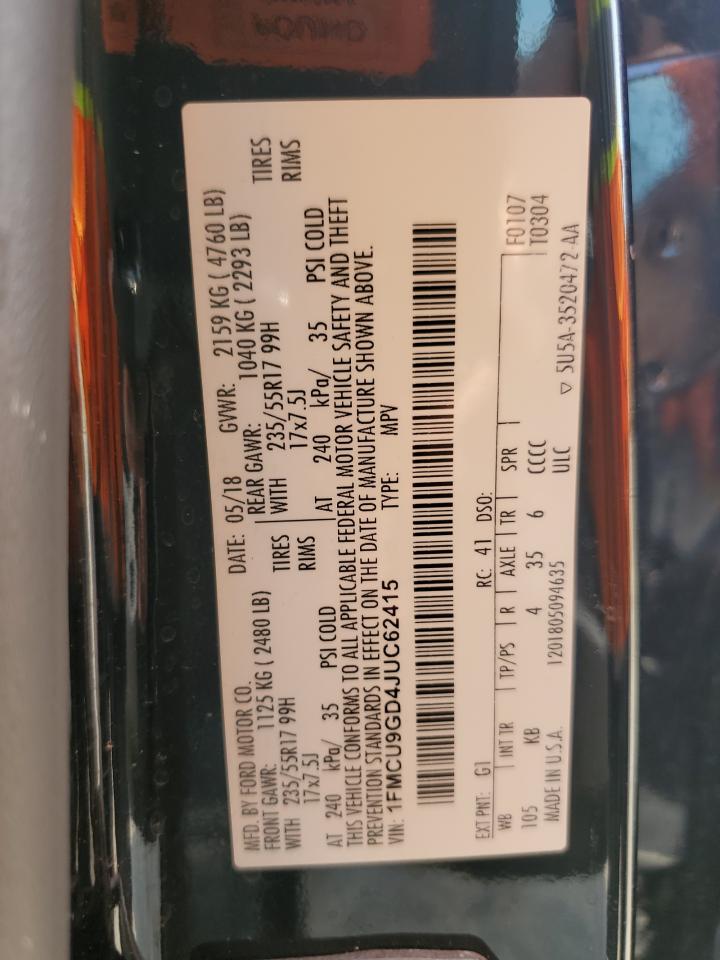 MFD. BY FORD MOTOR CO. DATE: 05/18 GVWR: 2159 KG ( 4760 LB)
FRONT GAWR: 1125 KG ( 2480 LB) REAR GAWR: 1040 KG ( 2293 LB)
WITH 235/55R17 99H TIRES WITH 235/55R17 99H TIRES
17x7.5J RIMS 17x7.5J RIMS
AT 240 kPa/ 35 PSI COLD AT 240 kPa/ 35 PSI COLD
THIS VEHICLE CONFORMS TO ALL APPLICABLE FEDERAL MOTOR VEHICLE SAFETY AND THEFT
PREVENTION STANDARDS IN EFFECT ON THE DATE OF MANUFACTURE SHOWN ABOVE.
VIN: 1FMCU9GD4JUC62415 TYPE: MPV
EXT PNT: G1 RC: 41 DSO: F0107
WB INT TR TP/PS R AXLE TR SPR T0304
105 KB 4 35 6 CCCC
MADE IN U.S.A. 1201805094635 ULC ▽ 5U5A-3520472-AA